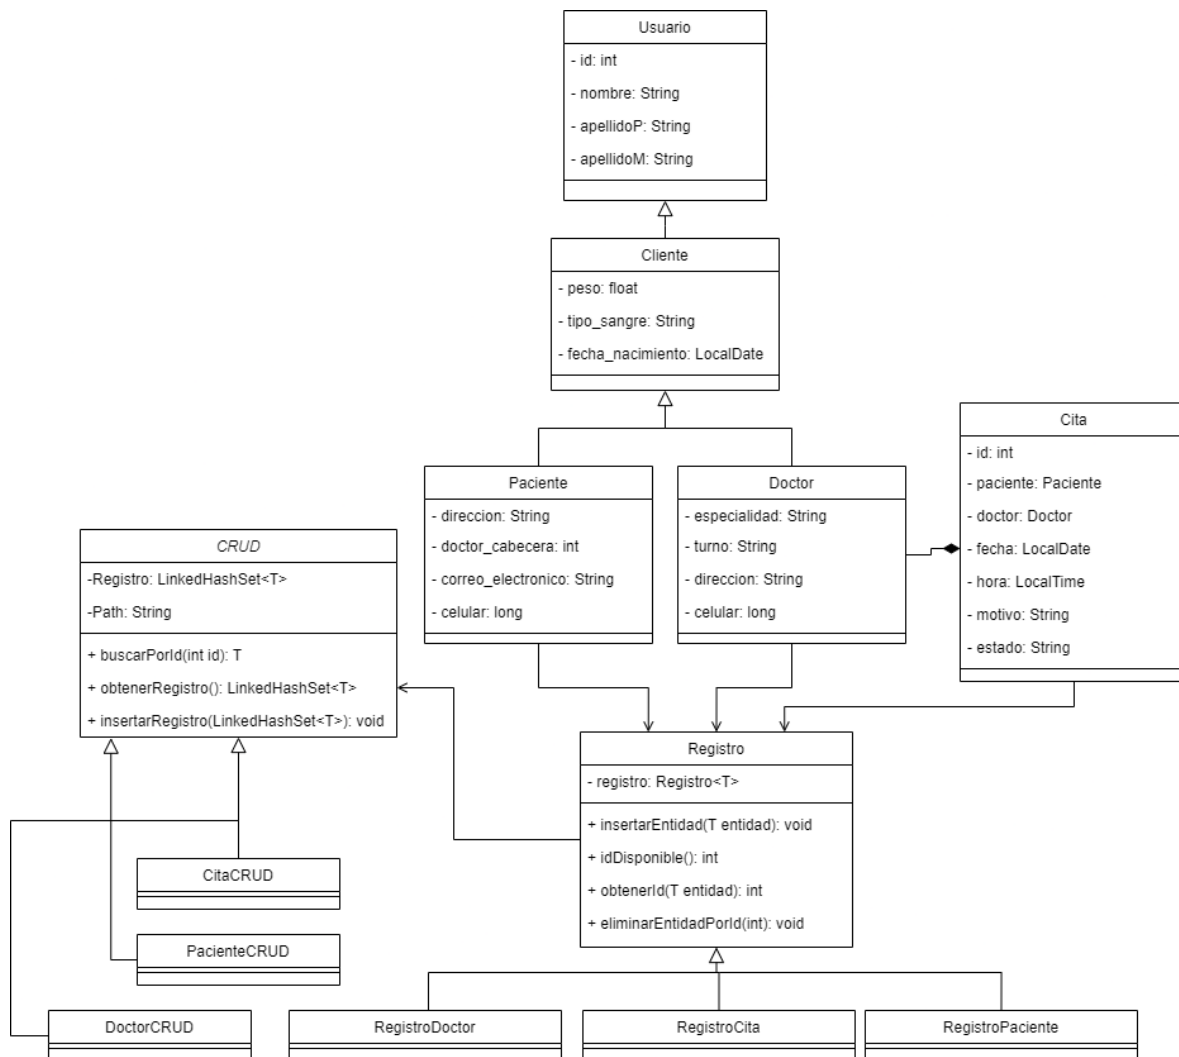 Usuario
- id: int
- nombre: String
- apellidoP: String
- apellidoM: String
Cliente
- peso: float
- tipo_sangre: String
- fecha_nacimiento: LocalDate
Cita
- id: int
- paciente: Paciente
- doctor: Doctor
- fecha: LocalDate
- hora: LocalTime
- motivo: String
- estado: String
Paciente
- direccion: String
- doctor_cabecera: int
- correo_electronico: String
- celular: long
Doctor
- especialidad: String
- turno: String
- direccion: String
- celular: long
CRUD
-Registro: LinkedHashSet<T>
-Path: String
+ buscarPorId(int id): T
+ obtenerRegistro(): LinkedHashSet<T>
+ insertarRegistro(LinkedHashSet<T>): void
Registro
- registro: Registro<T>
+ insertarEntidad(T entidad): void
+ idDisponible(): int
+ obtenerId(T entidad): int
+ eliminarEntidadPorId(int): void
CitaCRUD
PacienteCRUD
DoctorCRUD
RegistroDoctor
RegistroCita
RegistroPaciente